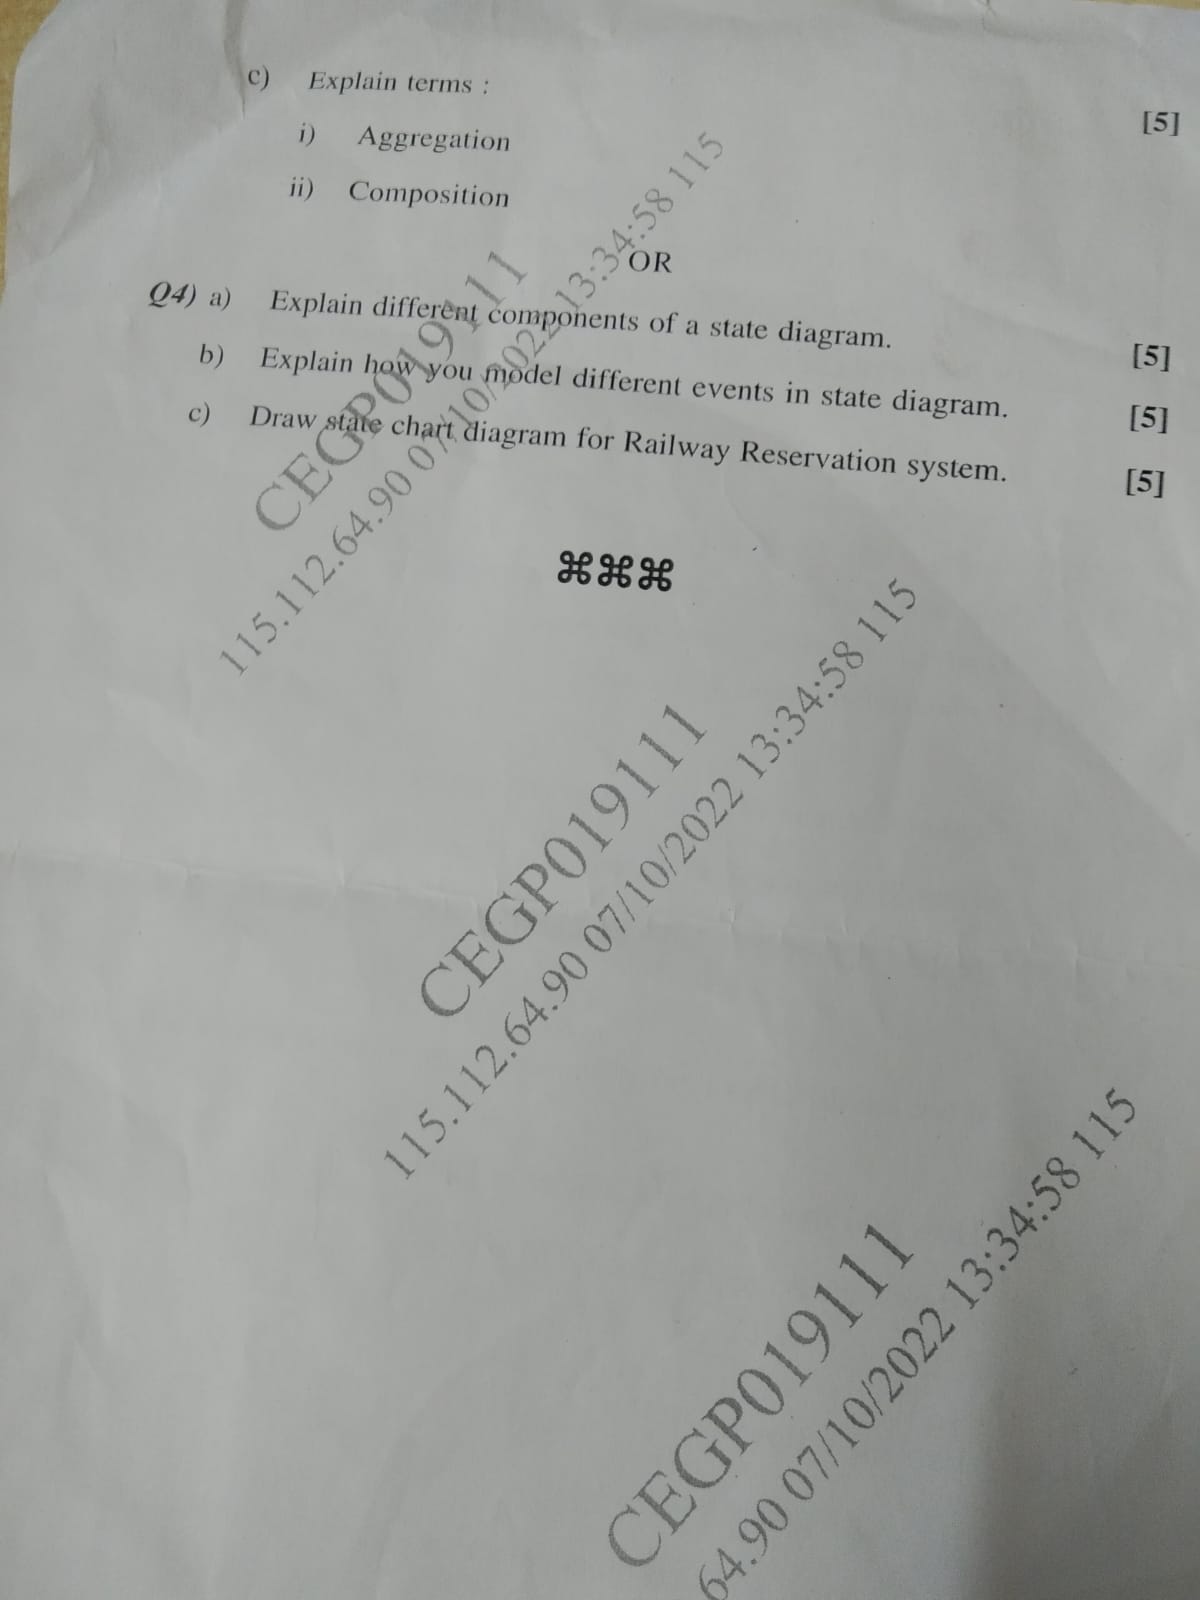 c) Explain terms : [5]
i) Aggregation
ii) Composition
OR
Q4) a) Explain different components of a state diagram. [5]
b) Explain how you model different events in state diagram. [5]
c) Draw state chart diagram for Railway Reservation system. [5]
⌘⌘⌘
CEGP019111
115.112.64.90 07/10/2022 13:34:58 115
CEGP019111
115.112.64.90 07/10/2022 13:34:58 115
CEGP019111
64.90 07/10/2022 13:34:58 115